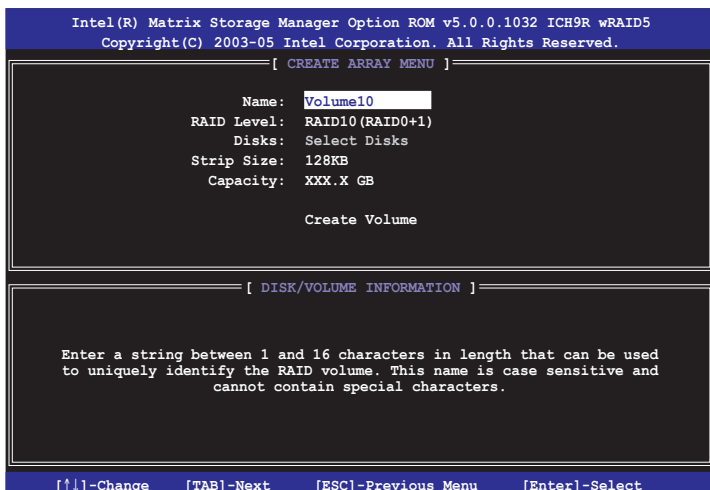 Intel(R) Matrix Storage Manager Option ROM v5.0.0.1032 ICH9R wRAID5
Copyright(C) 2003-05 Intel Corporation. All Rights Reserved.
[ CREATE ARRAY MENU ]
Name: Volume10
RAID Level: RAID10(RAID0+1)
Disks: Select Disks
Strip Size: 128KB
Capacity: XXX.X GB
Create Volume
[ DISK/VOLUME INFORMATION ]
Enter a string between 1 and 16 characters in length that can be used
to uniquely identify the RAID volume. This name is case sensitive and
cannot contain special characters.
[↑↓]-Change [TAB]-Next [ESC]-Previous Menu [Enter]-Select